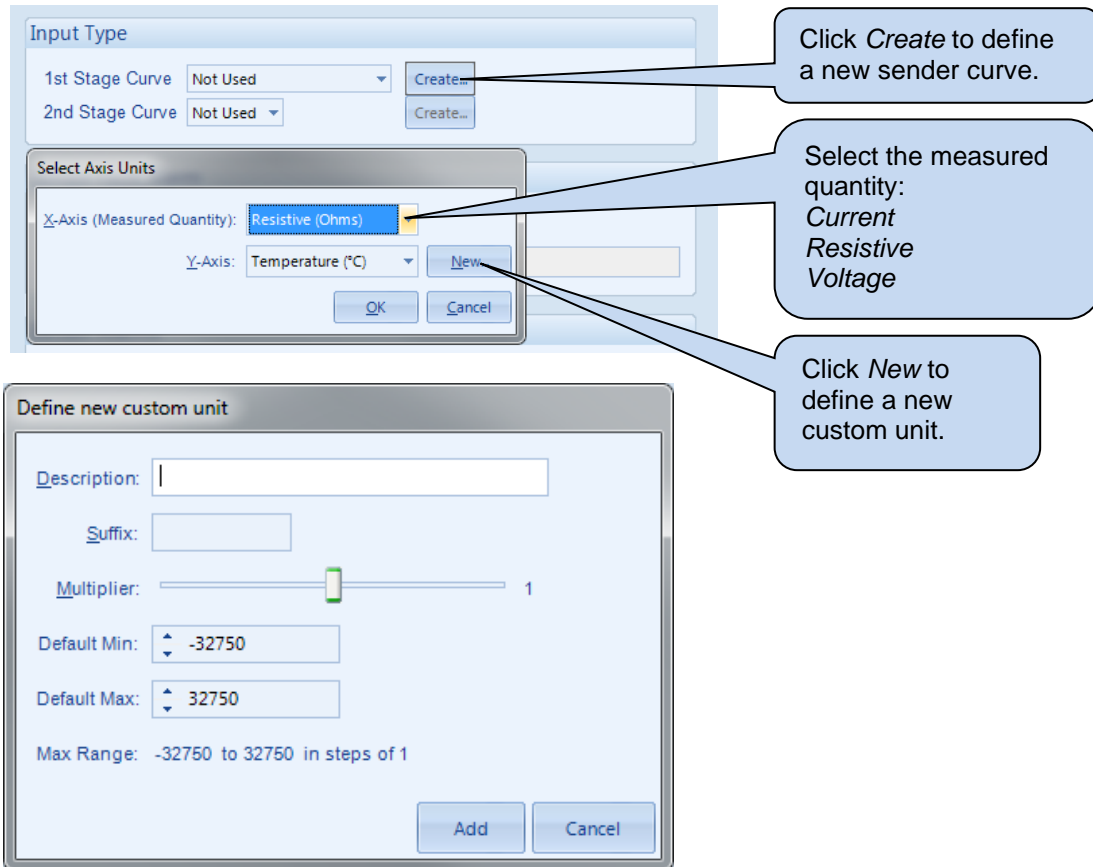 Input Type
1st Stage Curve Not Used Create...
2nd Stage Curve Not Used Create...
Click Create to define
a new sender curve.
Select Axis Units
X-Axis (Measured Quantity): Resistive (Ohms)
Y-Axis: Temperature (°C) New...
OK Cancel
Select the measured
quantity:
Current
Resistive
Voltage
Click New to
define a new
custom unit.
Define new custom unit
Description:
Suffix:
Multiplier: 1
Default Min: -32750
Default Max: 32750
Max Range: -32750 to 32750 in steps of 1
Add Cancel